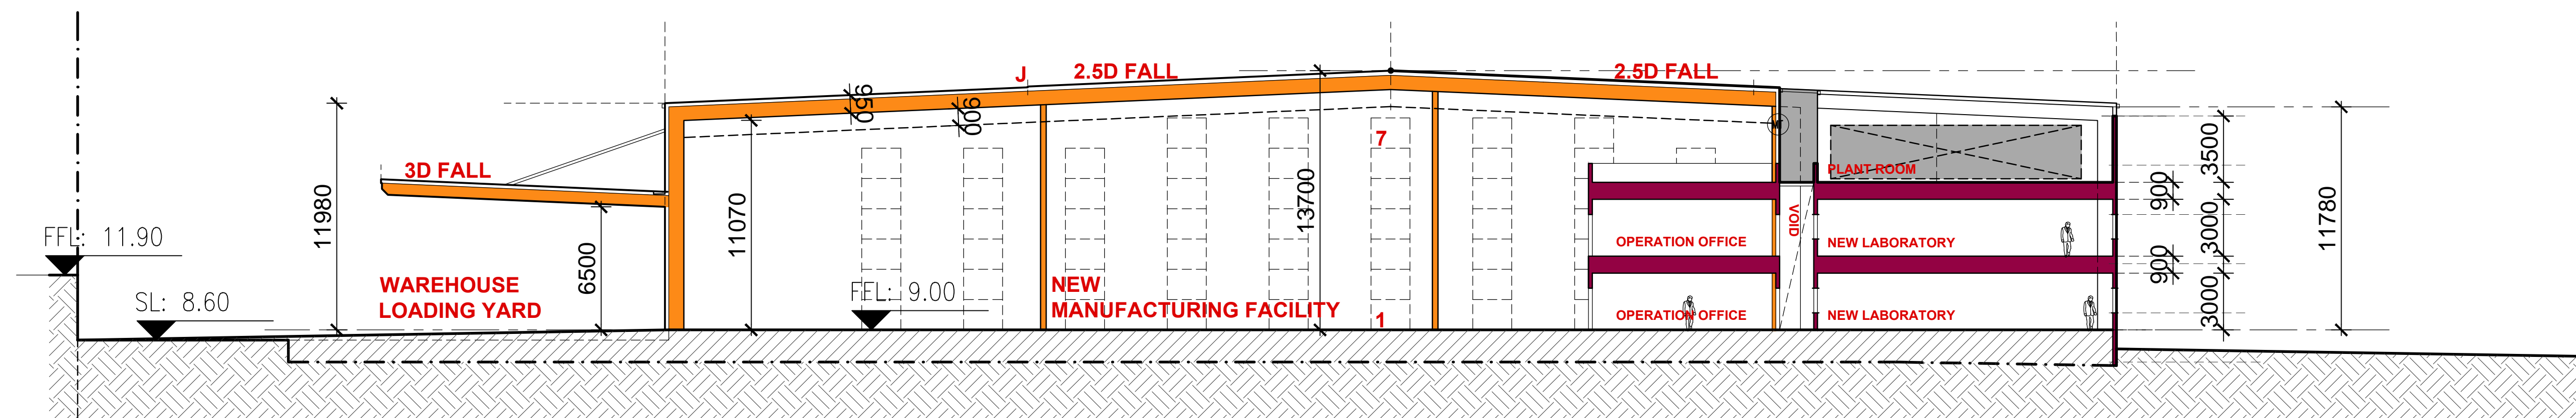 J
2.5D FALL
2.5D FALL
950
900
7
3D FALL
PLANT ROOM
3500
900
11980
11070
13700
VOID
3000
11780
FFL: 11.90
OPERATION OFFICE
NEW LABORATORY
6500
900
WAREHOUSE
LOADING YARD
SL: 8.60
FFL: 9.00
NEW
MANUFACTURING FACILITY
1
OPERATION OFFICE
NEW LABORATORY
3000